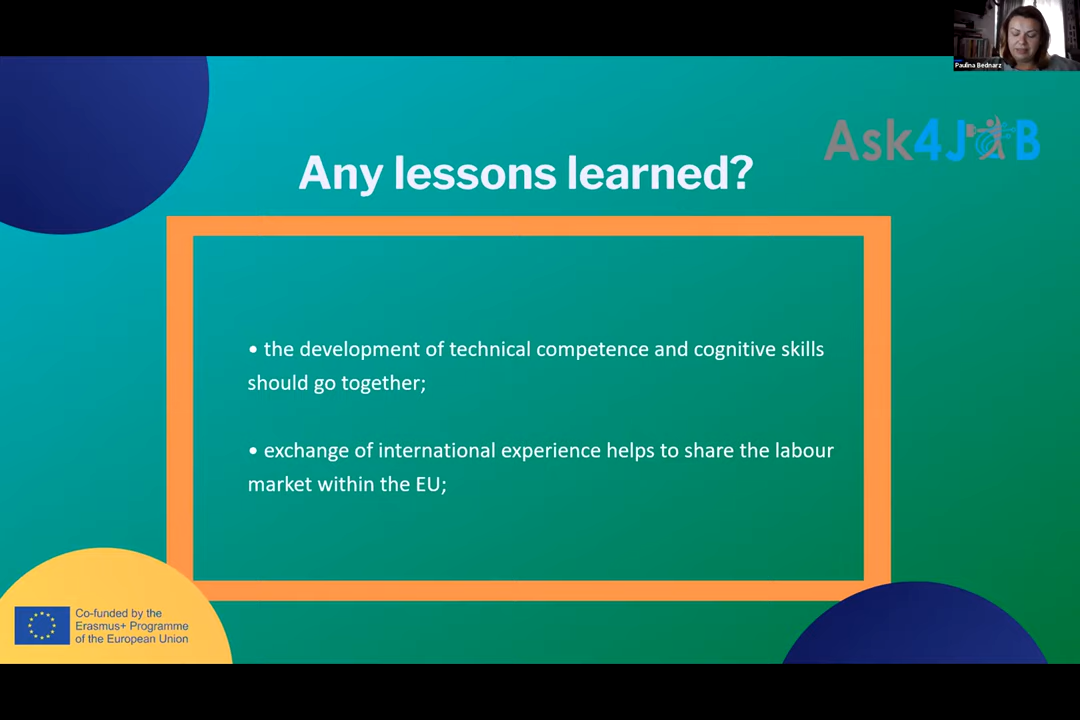 Paulina Bednarz
Ask4JOB
Any lessons learned?
• the development of technical competence and cognitive skills
should go together;
• exchange of international experience helps to share the labour
market within the EU;
Co-funded by the
Erasmus+ Programme
of the European Union